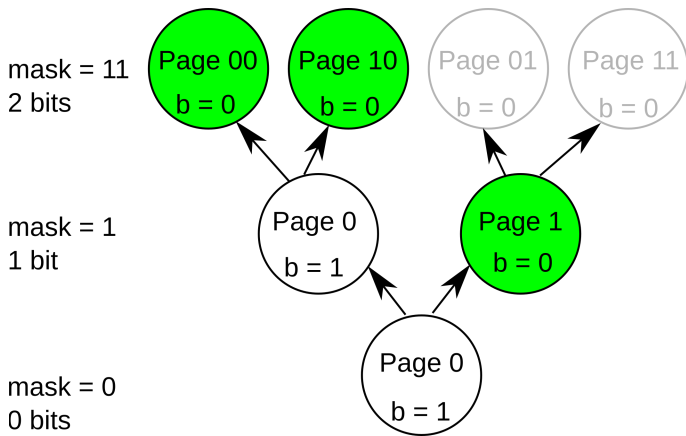 mask = 11
2 bits
Page 00
b = 0
Page 10
b = 0
Page 01
b = 0
Page 11
b = 0
mask = 1
1 bit
Page 0
b = 1
Page 1
b = 0
mask = 0
0 bits
Page 0
b = 1